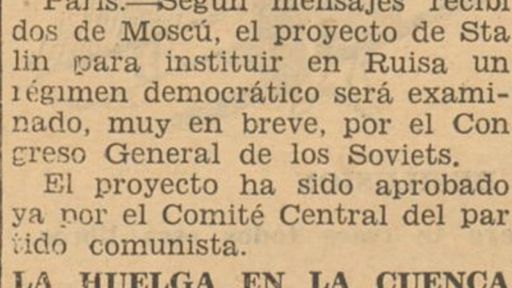 París.—Según mensajes recibi
dos de Moscú, el proyecto de Sta
lin para instituir en Ruisa un
régimen democrático será exami-
nado, muy en breve, por el Con
greso General de los Soviets.
El proyecto ha sido aprobado
ya por el Comité Central del par
tido comunista.
LA HUELGA EN LA CUENCA